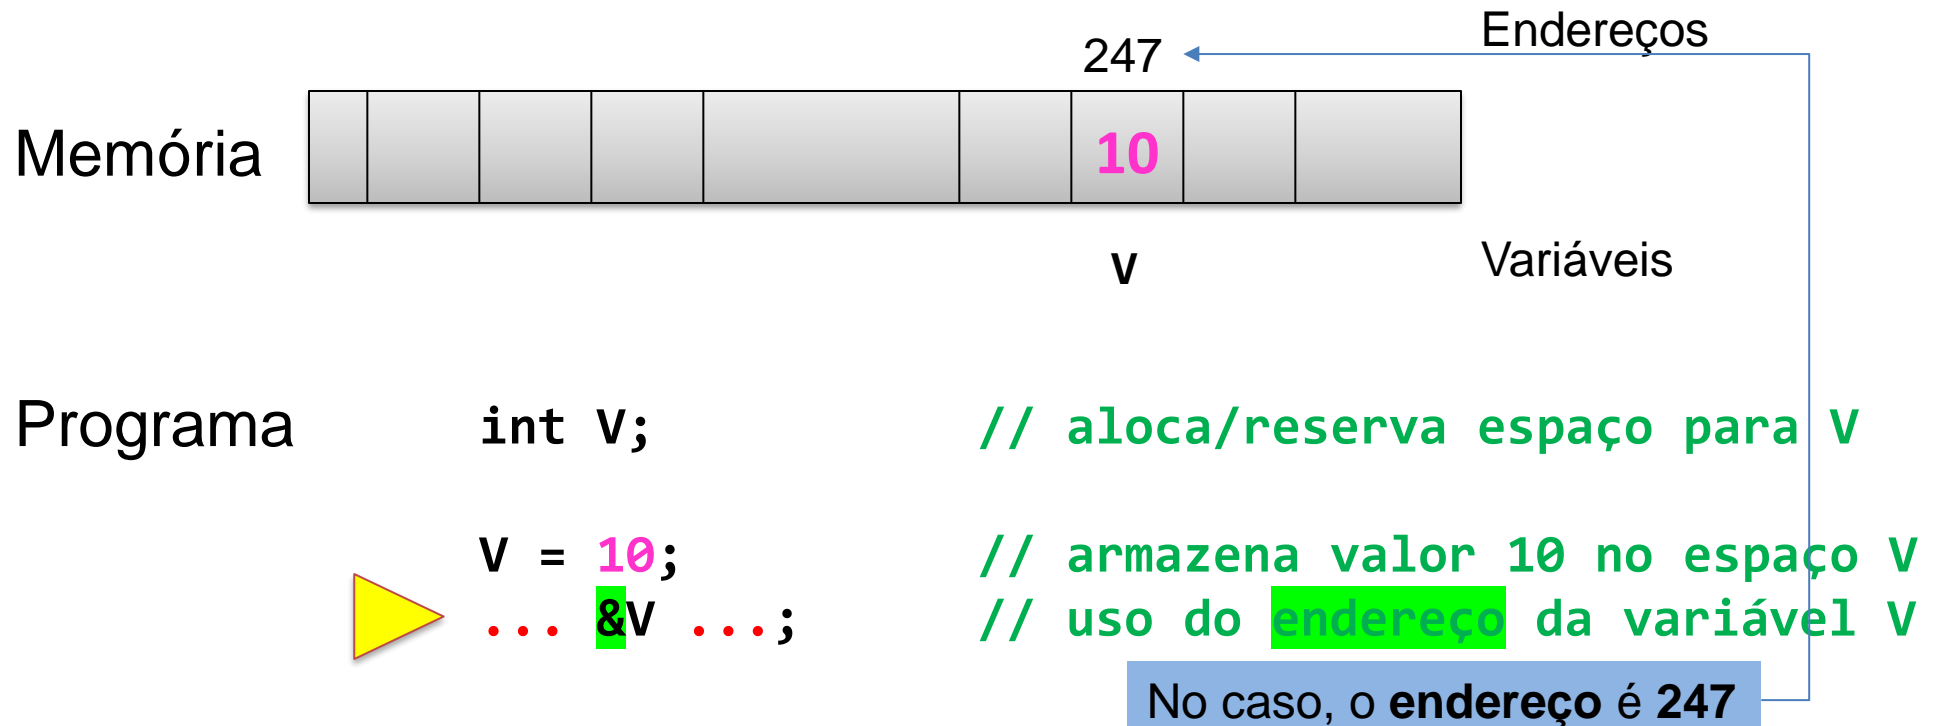 Endereços
247
Memória
10
V
Variáveis
Programa
int V; // aloca/reserva espaço para V
V = 10; // armazena valor 10 no espaço V
... &V ...; // uso do endereço da variável V
No caso, o endereço é 247